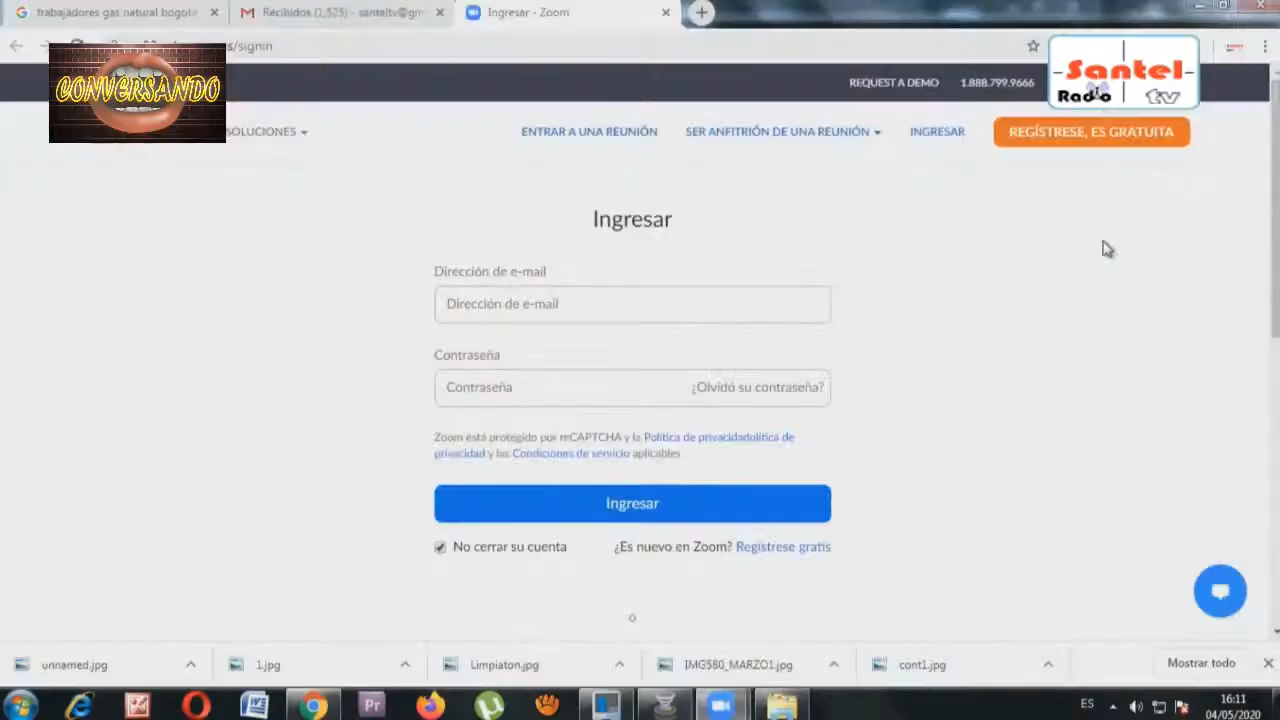 trabajadores gas natural bogote
Recibidos (1,525) - santeltv@gm
Ingresar - Zoom
/signin
CONVERSANDO
Santel
Radio tv
REQUEST A DEMO
1.888.799.9666
SOLUCIONES
ENTRAR A UNA REUNIÓN
SER ANFITRIÓN DE UNA REUNIÓN
INGRESAR
REGÍSTRESE, ES GRATUITA
Ingresar
Dirección de e-mail
Dirección de e-mail
Contraseña
Contraseña
¿Olvidó su contraseña?
Zoom está protegido por reCAPTCHA y la Política de privacidadolítica de
privacidad y las Condiciones de servicio aplicables
Ingresar
No cerrar su cuenta
¿Es nuevo en Zoom? Regístrese gratis
unnamed.jpg
1.jpg
Limpiaton.jpg
IMG580_MARZO1.jpg
cont1.jpg
Mostrar todo
Pr
ES
16:11
04/05/2020